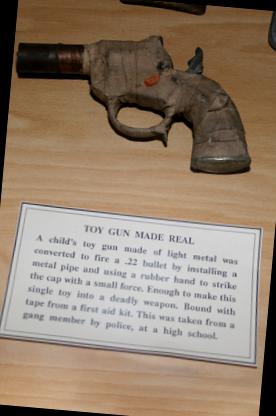 TOY GUN MADE REAL
A child's toy gun made of light metal was
converted to fire a .22 bullet by installing a
metal pipe and using a rubber hand to strike
the cap with a small force. Enough to make this
single toy into a deadly weapon. Bound with
tape from a first aid kit. This was taken from a
gang member by police, at a high school.